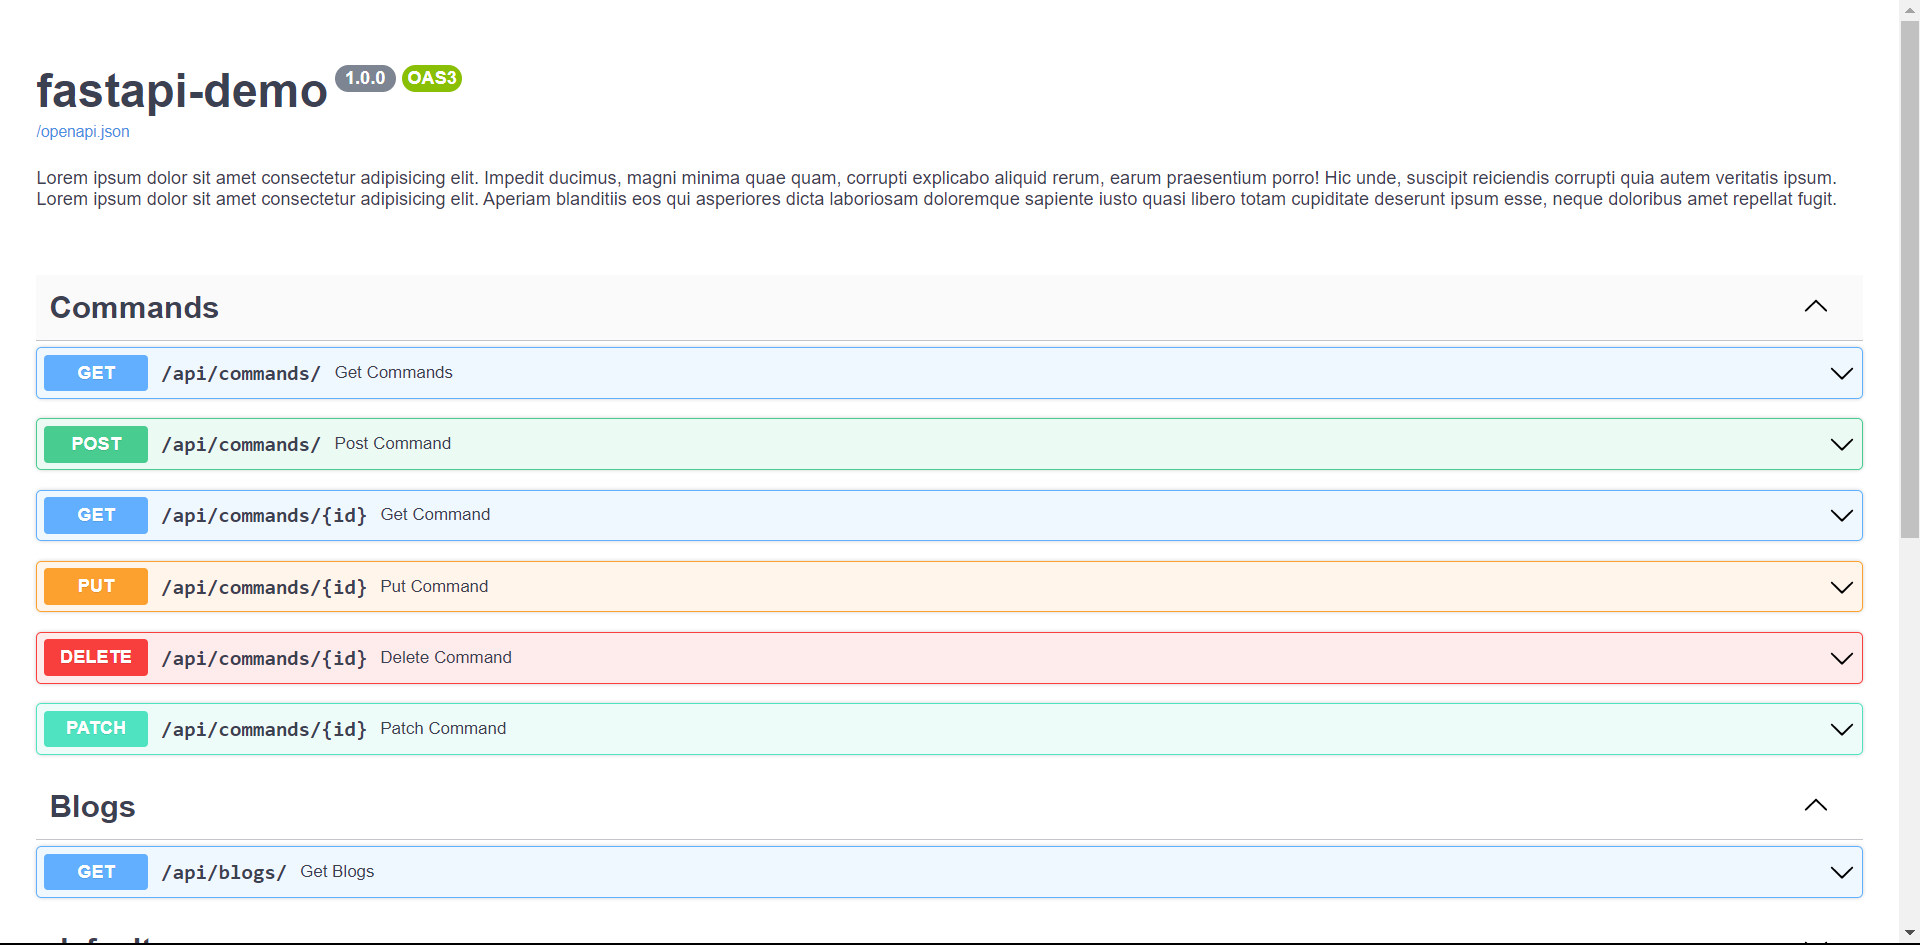 fastapi-demo 1.0.0 OAS3
/openapi.json
Lorem ipsum dolor sit amet consectetur adipisicing elit. Impedit ducimus, magni minima quae quam, corrupti explicabo aliquid rerum, earum praesentium porro! Hic unde, suscipit reiciendis corrupti quia autem veritatis ipsum.
Lorem ipsum dolor sit amet consectetur adipisicing elit. Aperiam blanditiis eos qui asperiores dicta laboriosam doloremque sapiente iusto quasi libero totam cupiditate deserunt ipsum esse, neque doloribus amet repellat fugit.
Commands
GET /api/commands/ Get Commands
POST /api/commands/ Post Command
GET /api/commands/{id} Get Command
PUT /api/commands/{id} Put Command
DELETE /api/commands/{id} Delete Command
PATCH /api/commands/{id} Patch Command
Blogs
GET /api/blogs/ Get Blogs